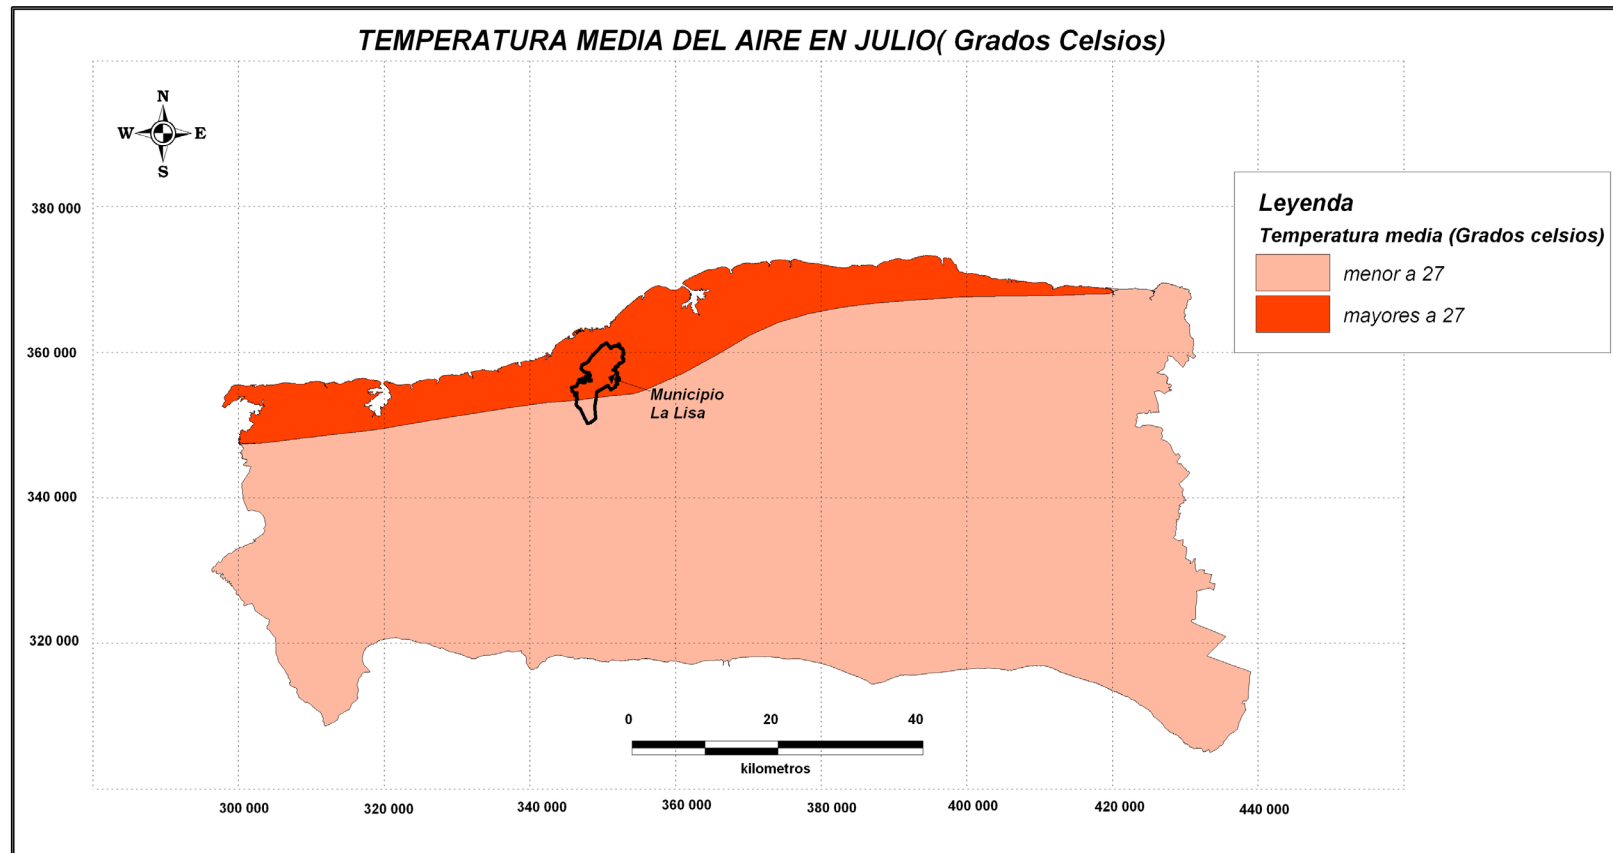 TEMPERATURA MEDIA DEL AIRE EN JULIO( Grados Celsios)
N
W E
S
380 000
360 000
340 000
320 000
Leyenda
Temperatura media (Grados celsios)
menor a 27
mayores a 27
Municipio
La Lisa
0 20 40
kilometros
300 000 320 000 340 000 360 000 380 000 400 000 420 000 440 000